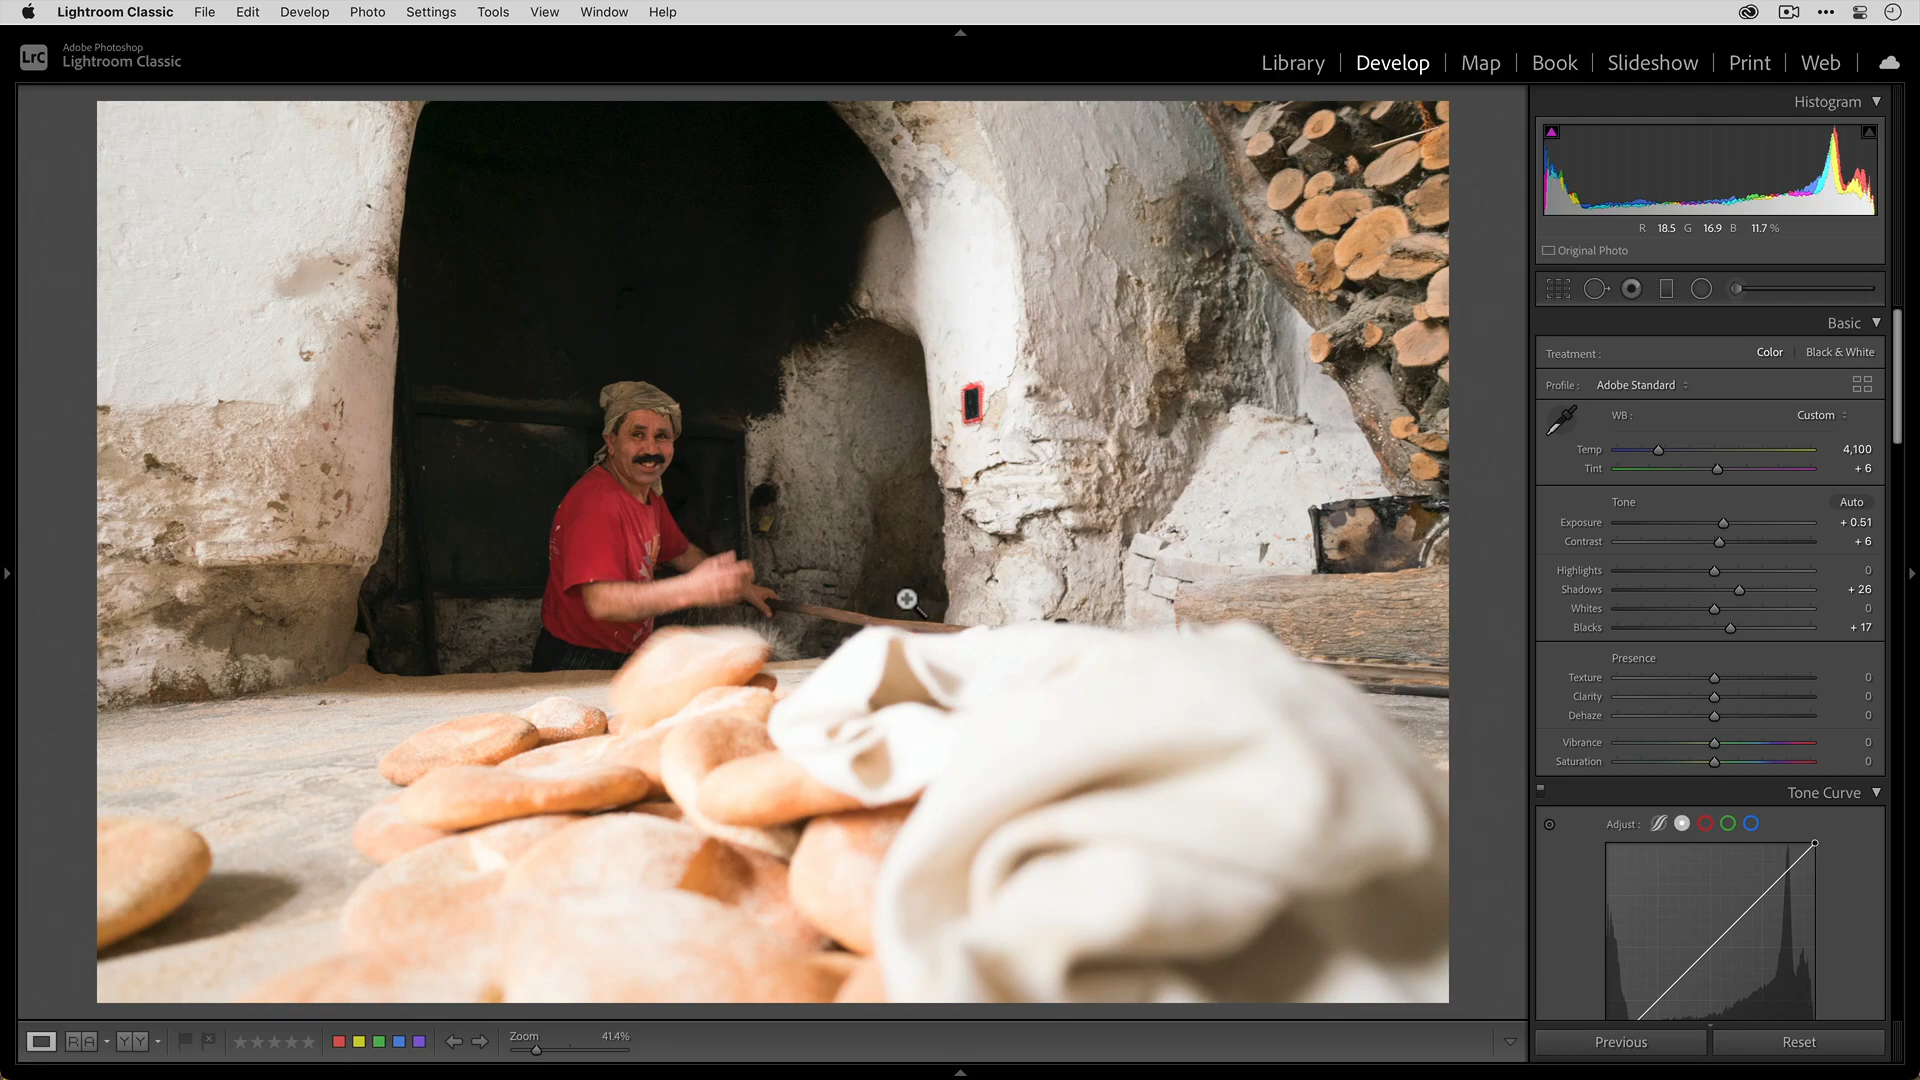 Lightroom Classic File Edit Develop Photo Settings Tools View Window Help
LrC
Adobe Photoshop
Lightroom Classic
Library | Develop | Map | Book | Slideshow | Print | Web |
Histogram
R 18.5 G 16.9 B 11.7 %
Original Photo
Basic
Treatment : Color | Black & White
Profile : Adobe Standard
WB : Custom
Temp 4,100
Tint + 6
Tone Auto
Exposure + 0.51
Contrast + 6
Highlights 0
Shadows + 26
Whites 0
Blacks + 17
Presence
Texture 0
Clarity 0
Dehaze 0
Vibrance 0
Saturation 0
Tone Curve
Adjust :
R A Y Y Zoom 41.4%
Previous Reset